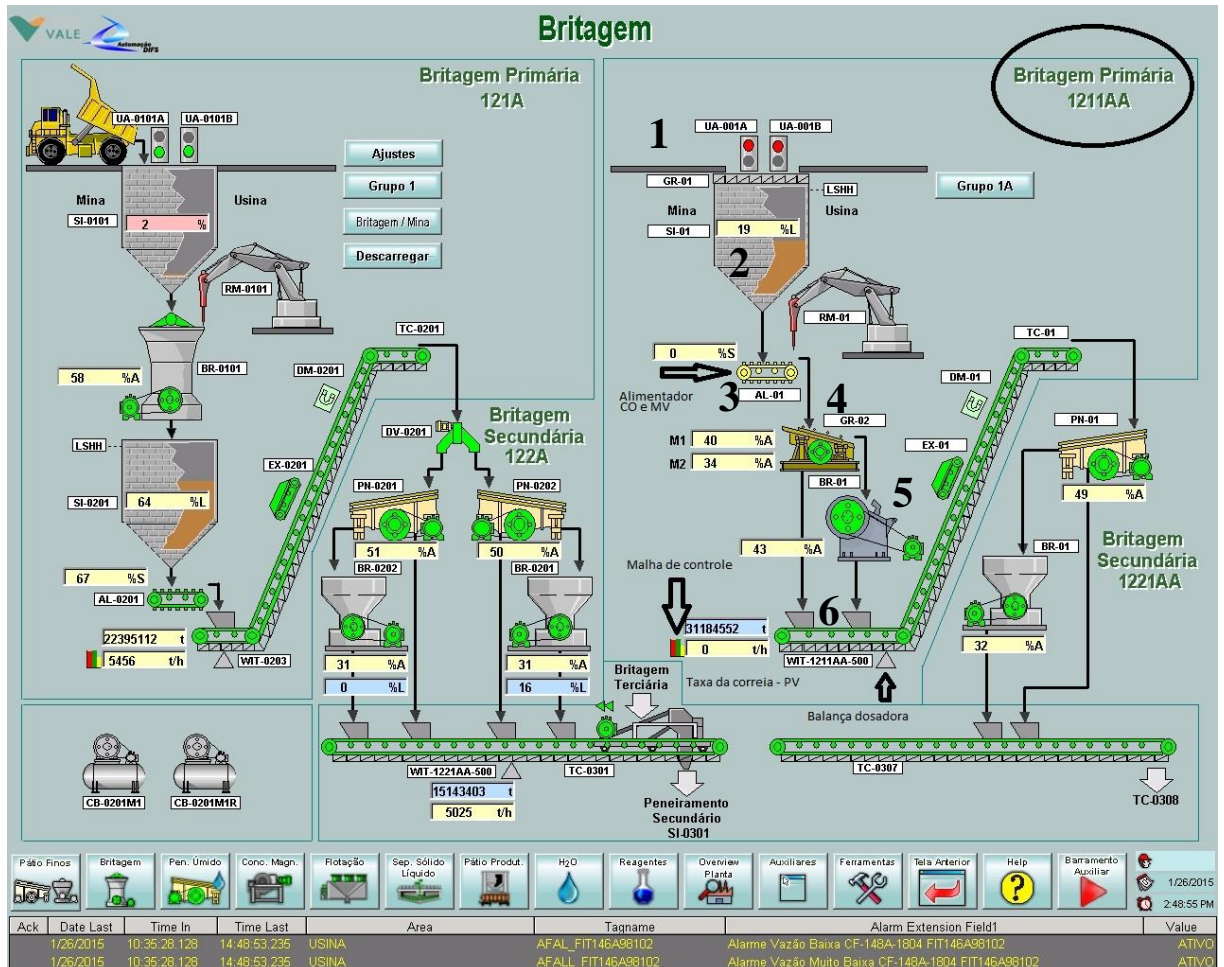 VALE
Automação
DIFS
Britagem
Britagem Primária
121A
UA-0101A
UA-0101B
Ajustes
Grupo 1
Britagem / Mina
Descarregar
Mina
Usina
SI-0101
2 %
RM-0101
BR-0101
58 %A
TC-0201
DM-0201
LSHH
EX-0201
SI-0201
64 %L
67 %S
AL-0201
22395112 t
5456 t/h
WIT-0203
Britagem
Secundária
122A
DV-0201
PN-0201
PN-0202
51 %A
50 %A
BR-0202
BR-0201
31 %A
31 %A
0 %L
16 %L
Britagem Primária
1211AA
1
UA-001A
UA-001B
GR-01
LSHH
Grupo 1A
Mina
Usina
SI-01
19 %L
2
RM-01
0 %S
Alimentador
CO e MV
3
AL-01
4
GR-02
M1 40 %A
M2 34 %A
BR-01
5
43 %A
Malha de controle
6
31184552 t
0 t/h
WIT-1211AA-500
Taxa da correia - PV
Balança dosadora
TC-01
DM-01
EX-01
PN-01
49 %A
Britagem
Secundária
1221AA
BR-01
32 %A
Britagem
Terciária
CB-0201M1
CB-0201M1R
WIT-1221AA-500
TC-0301
15143403 t
5025 t/h
Peneiramento
Secundário
SI-0301
TC-0307
TC-0308
Pátio Finos
Britagem
Pen. Úmido
Conc. Magn.
Flotação
Sep. Sólido
Líquido
Pátio Produt.
H2O
Reagentes
Overview
Planta
Auxiliares
Ferramentas
Tela Anterior
Help
Barramento
Auxiliar
1/26/2015
2:48:55 PM
Ack Date Last Time In Time Last Area Tagname Alarm Extension Field1 Value
1/26/2015 10:35:28.128 14:48:53.235 USINA AFAL_FIT146A98102 Alarme Vazão Baixa CF-148A-1804 FIT146A98102 ATIVO
1/26/2015 10:35:28.128 14:48:53.235 USINA AFALL_FIT146A98102 Alarme Vazão Muito Baixa CF-148A-1804 FIT146A98102 ATIVO